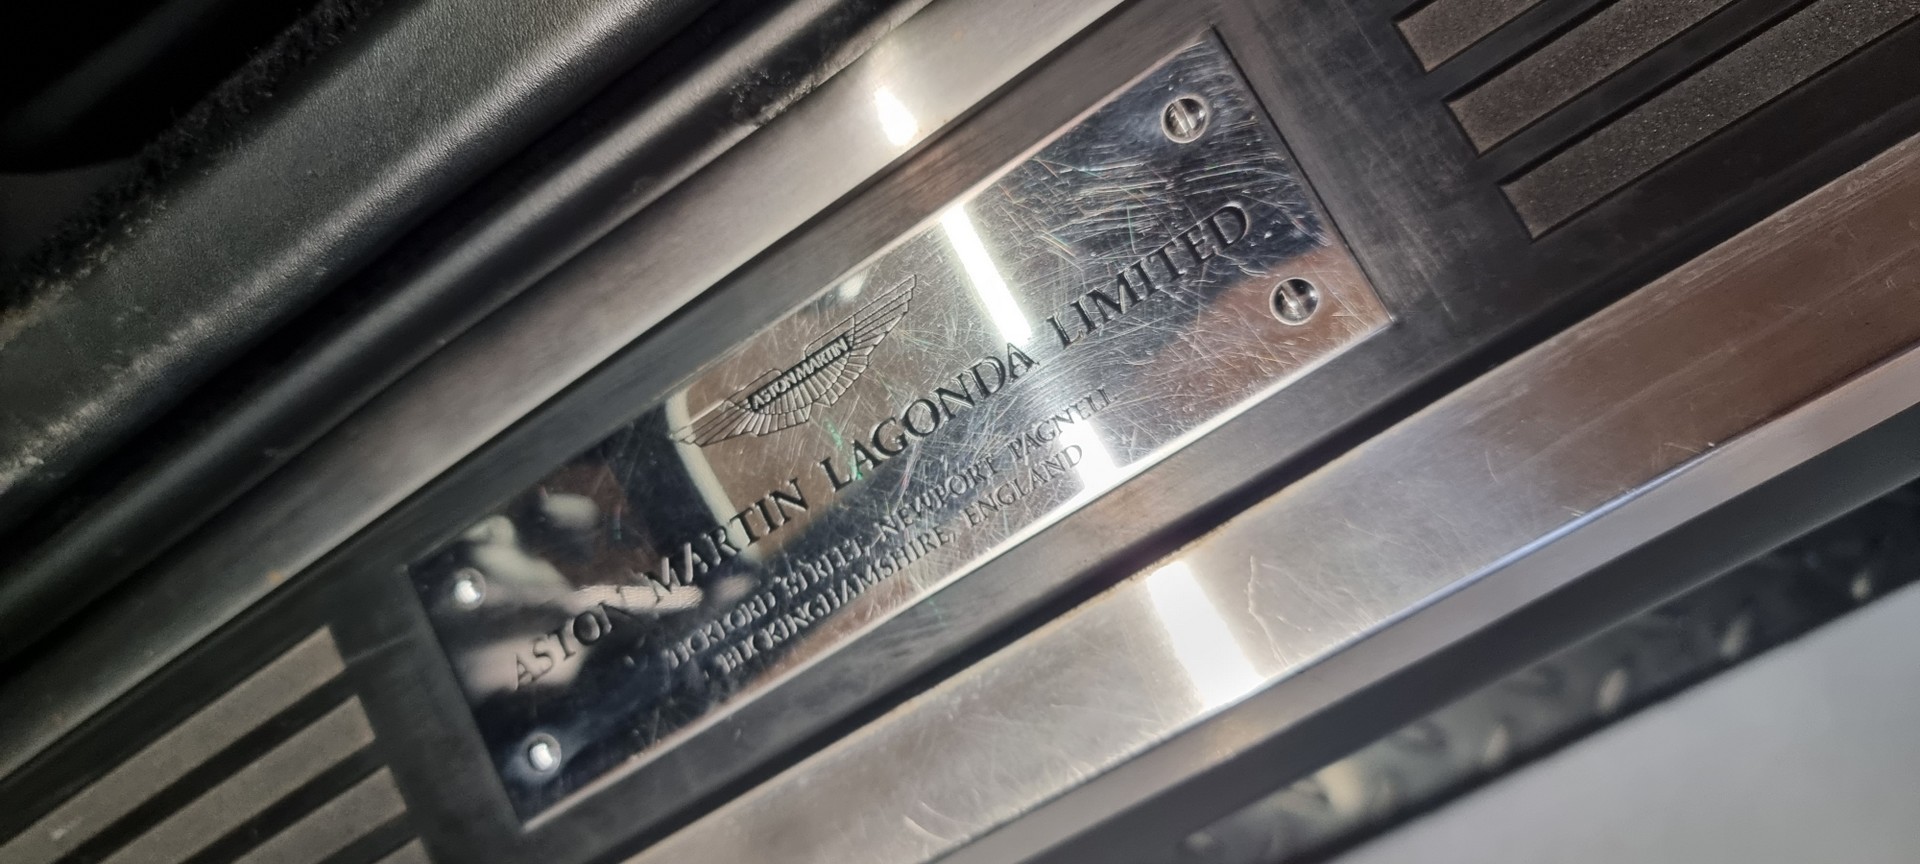 ASTON MARTIN
ASTON MARTIN LAGONDA LIMITED
TICKFORD STREET, NEWPORT PAGNELL
BUCKINGHAMSHIRE, ENGLAND